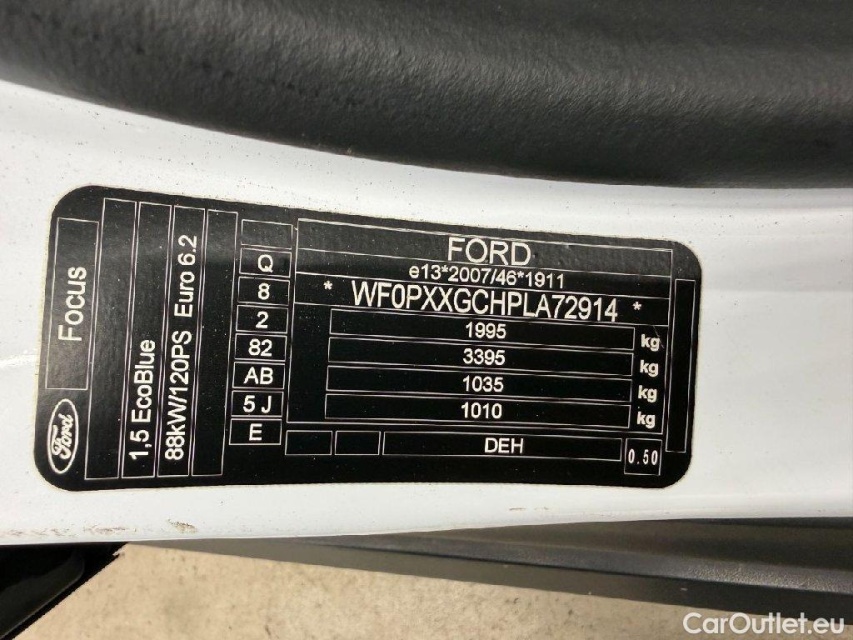 Focus
Ford
1,5 EcoBlue
88kW/120PS Euro 6.2
Q
8
2
82
AB
5 J
E
FORD
e13*2007/46*1911
* WF0PXXGCHPLA72914 *
1995 kg
3395 kg
1035 kg
1010 kg
DEH
0.50
CarOutlet.eu